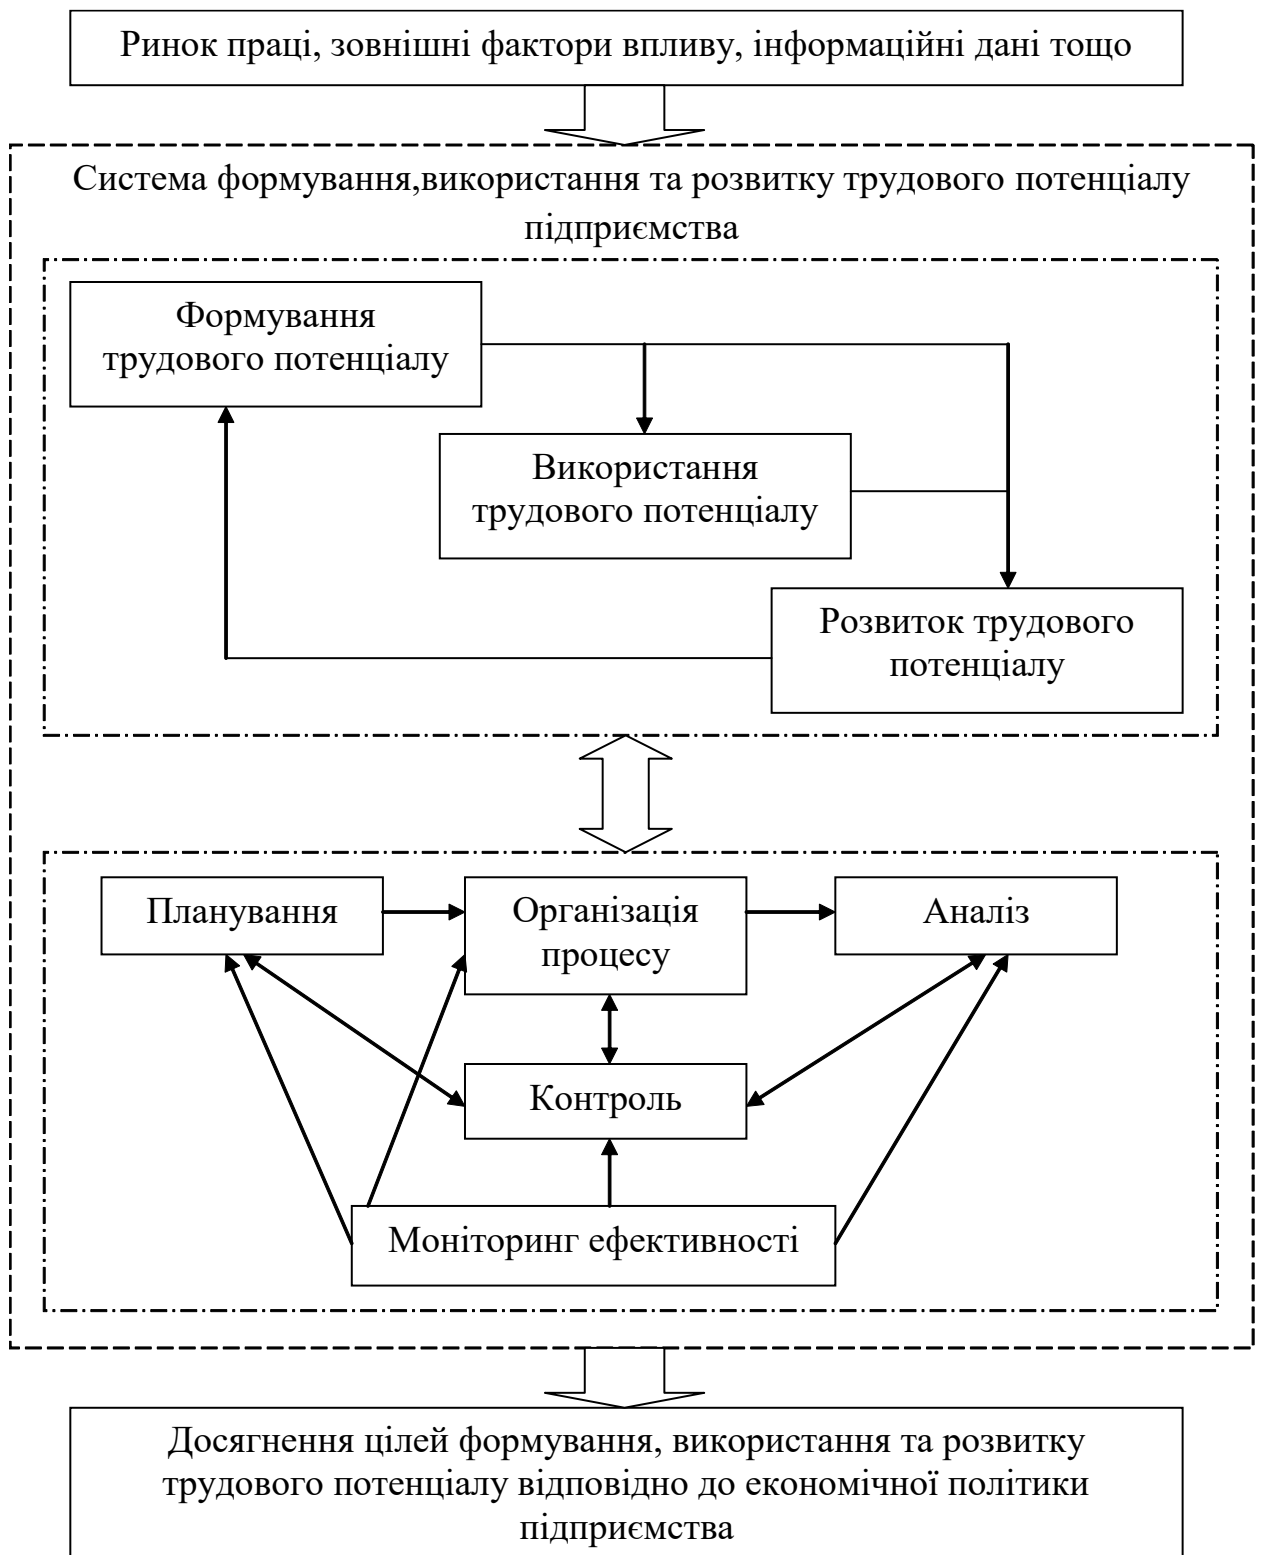 Ринок праці, зовнішні фактори впливу, інформаційні дані тощо
Система формування,використання та розвитку трудового потенціалу
підприємства
Формування
трудового потенціалу
Використання
трудового потенціалу
Розвиток трудового
потенціалу
Планування
Організація
процесу
Аналіз
Контроль
Моніторинг ефективності
Досягнення цілей формування, використання та розвитку
трудового потенціалу відповідно до економічної політики
підприємства